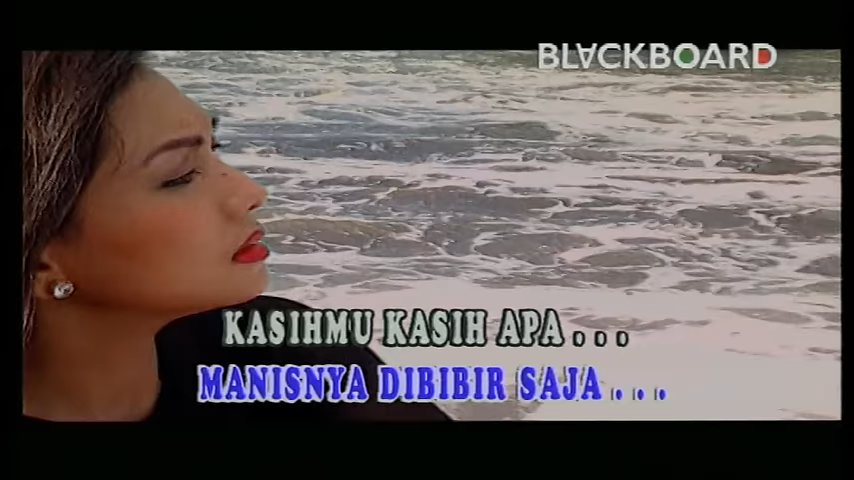 BLACKBOARD
KASIHMU KASIH APA...
MANISNYA DIBIBIR SAJA...